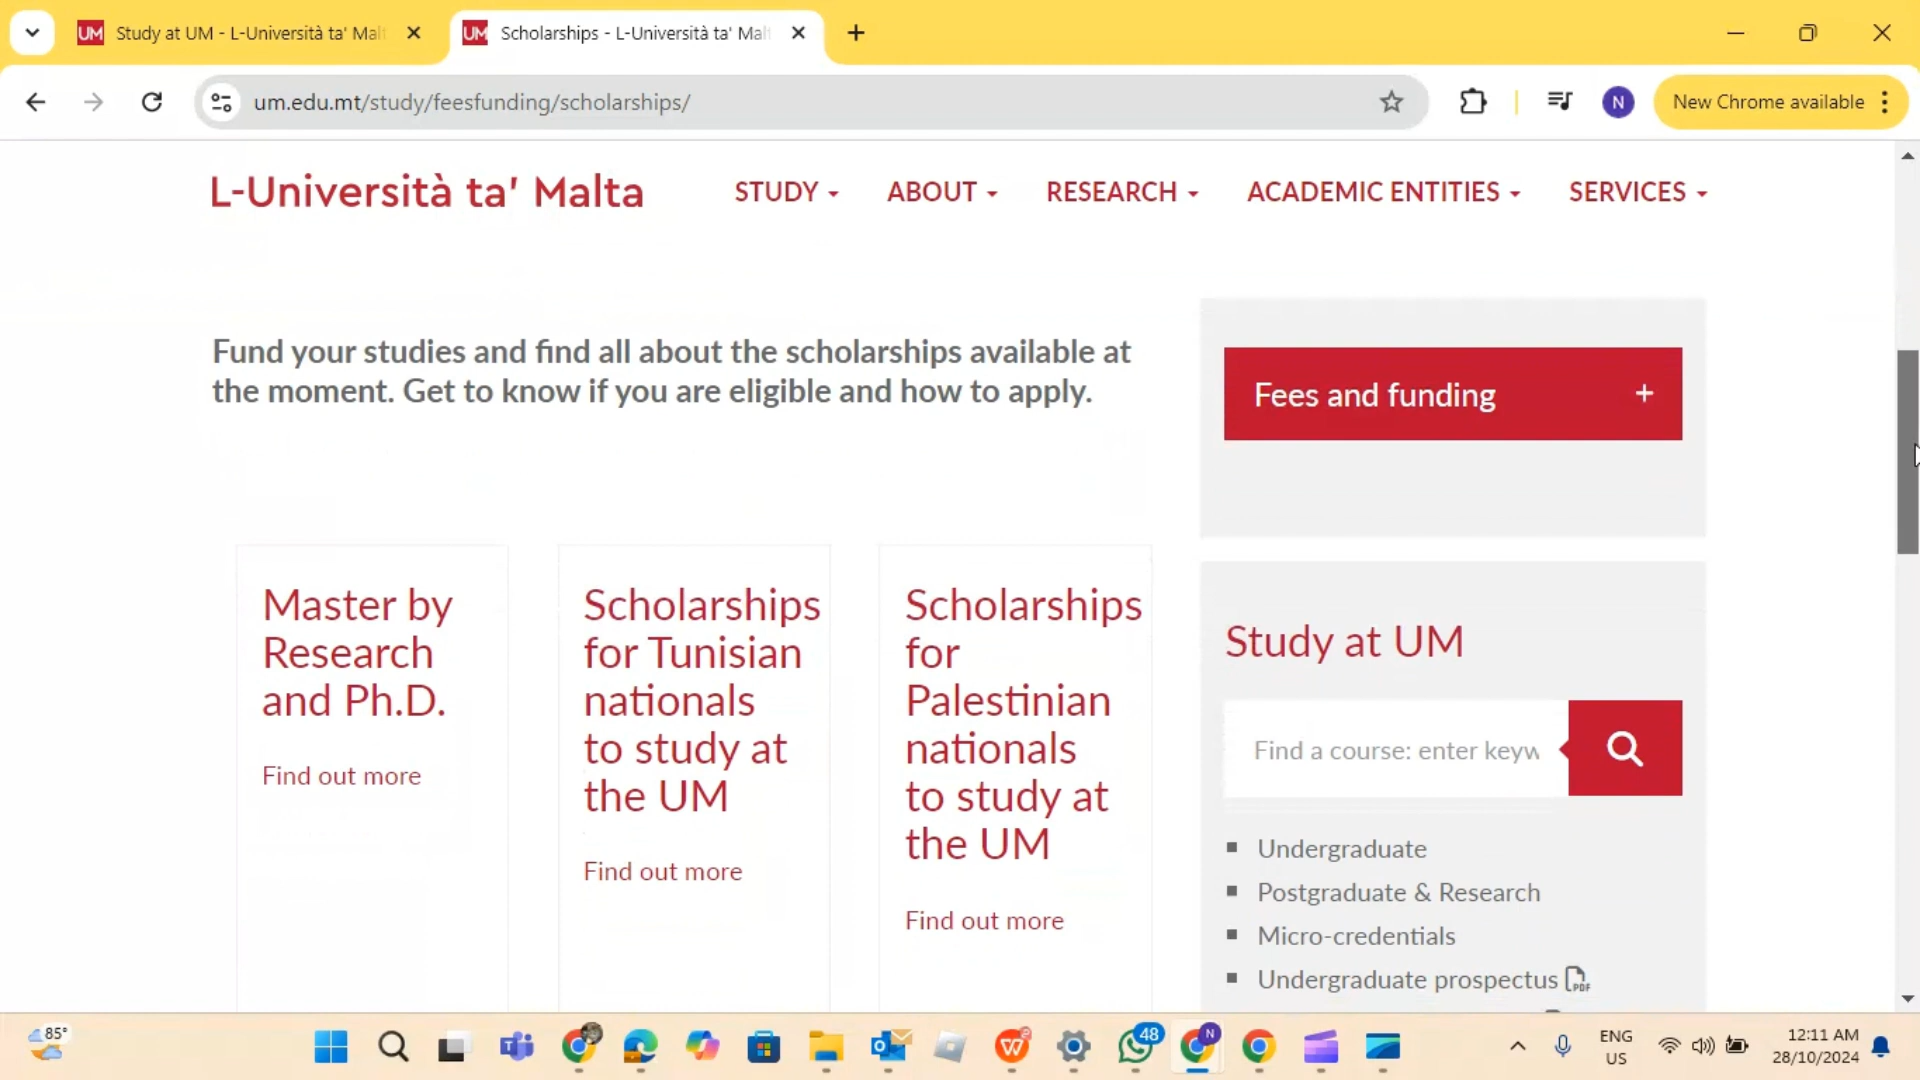 UM Study at UM - L-Università ta' Mal
UM Scholarships - L-Università ta' Mal
um.edu.mt/study/feesfunding/scholarships/
N
New Chrome available
L-Università ta' Malta
STUDY
ABOUT
RESEARCH
ACADEMIC ENTITIES
SERVICES
Fund your studies and find all about the scholarships available at
the moment. Get to know if you are eligible and how to apply.
Fees and funding +
Master by
Research
and Ph.D.
Find out more
Scholarships
for Tunisian
nationals
to study at
the UM
Find out more
Scholarships
for
Palestinian
nationals
to study at
the UM
Find out more
Study at UM
Find a course: enter keyw
Undergraduate
Postgraduate & Research
Micro-credentials
Undergraduate prospectus PDF
85°
48
N
ENG
US
12:11 AM
28/10/2024